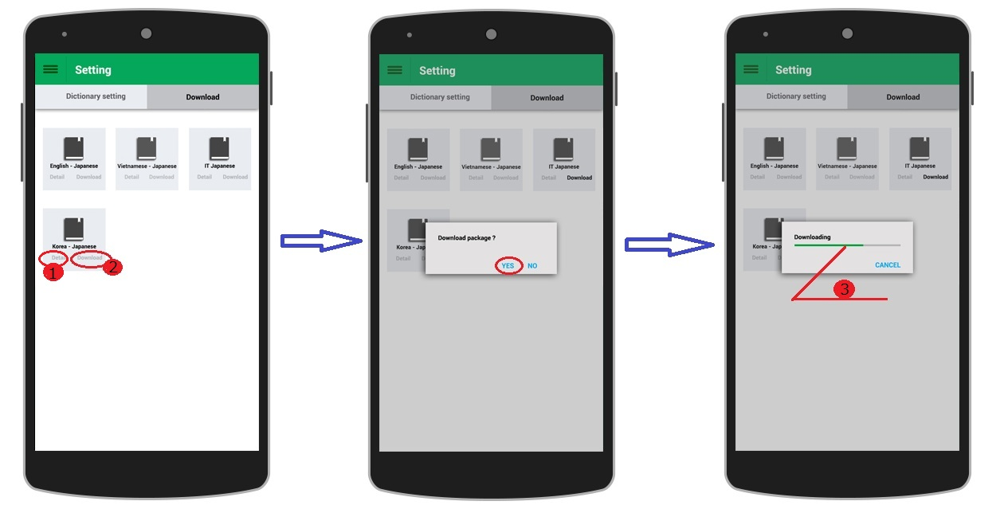 Setting
Dictionary setting Download
English - Japanese Vietnamese - Japanese IT Japanese
Detail Download Detail Download Detail Download
Korea - Japanese
Detail Download
1 2
Setting
Dictionary setting Download
English - Japanese Vietnamese - Japanese IT Japanese
Detail Download Detail Download Detail Download
Korea - Jap
Detail
Download package ?
YES NO
Setting
Dictionary setting Download
English - Japanese Vietnamese - Japanese IT Japanese
Detail Download Detail Download Detail Download
Korea - Jap
Detail
Downloading
CANCEL
3